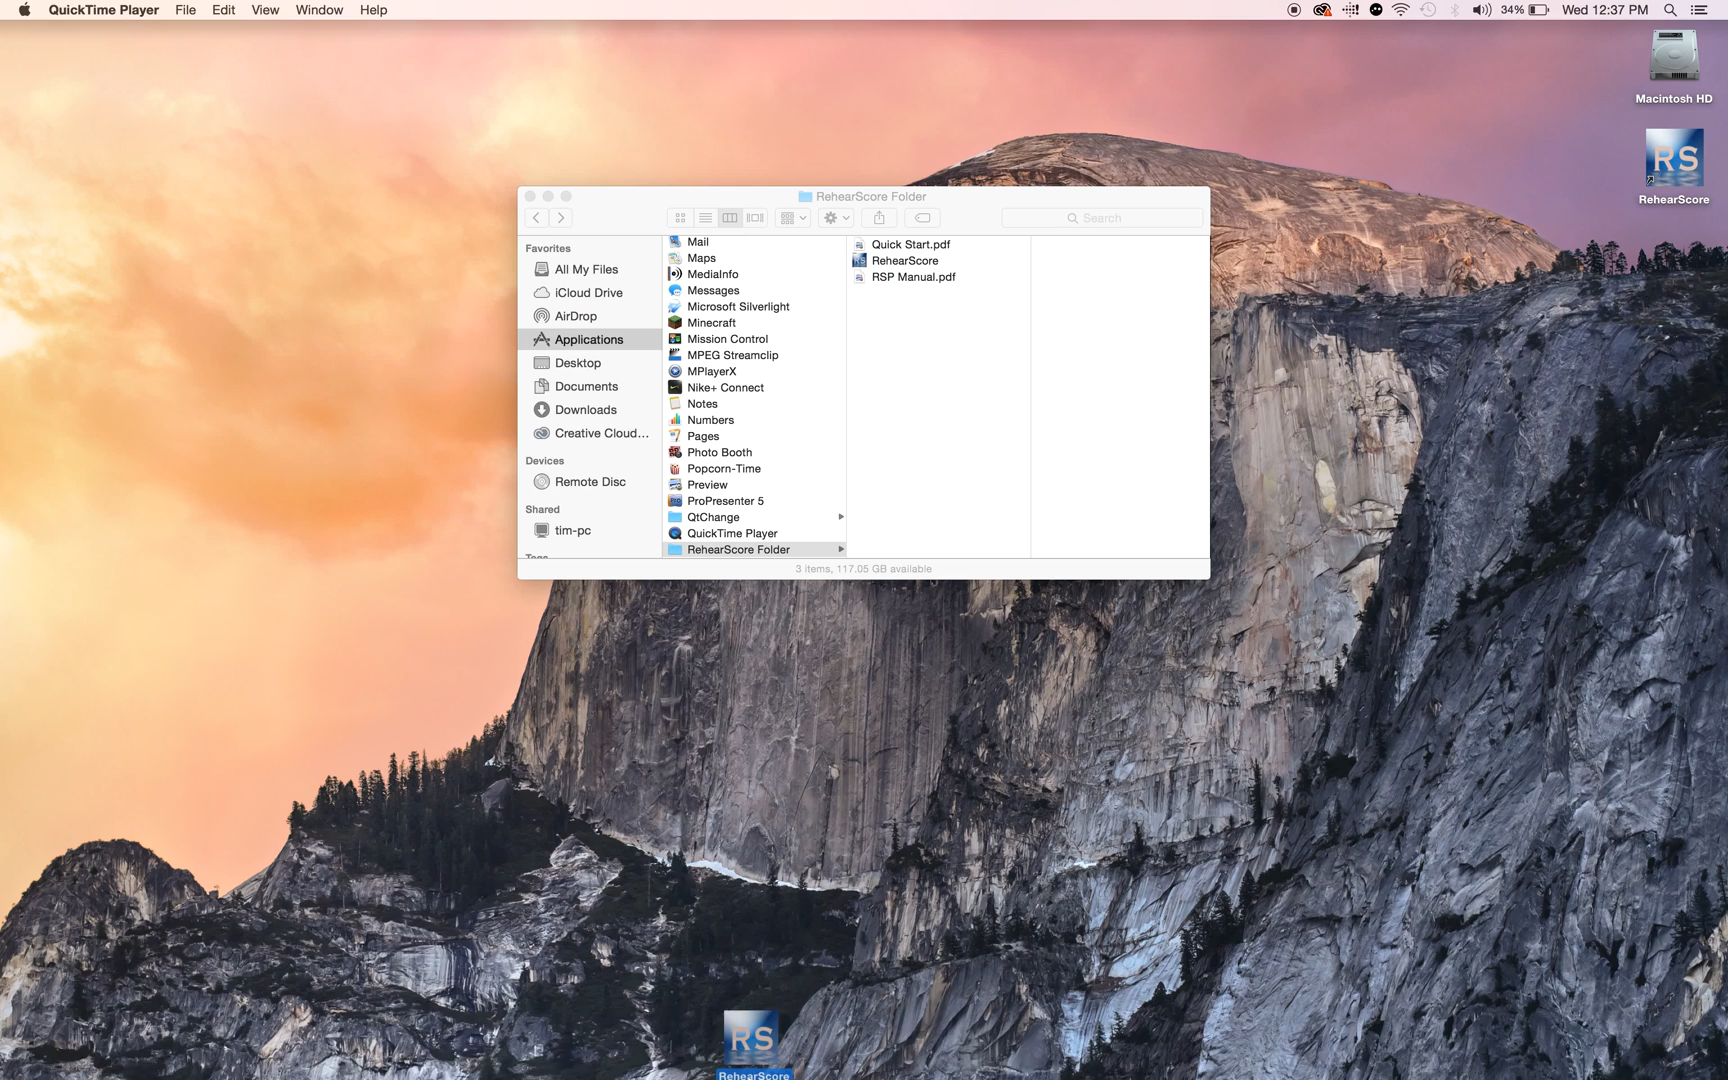 QuickTime Player File Edit View Window Help 34% Wed 12:37 PM
Macintosh HD
RS
RehearScore
RehearScore Folder
Search
Favorites
All My Files
iCloud Drive
AirDrop
Applications
Desktop
Documents
Downloads
Creative Cloud...
Devices
Remote Disc
Shared
tim-pc
Tags
Mail
Maps
MediaInfo
Messages
Microsoft Silverlight
Minecraft
Mission Control
MPEG Streamclip
MPlayerX
Nike+ Connect
Notes
Numbers
Pages
Photo Booth
Popcorn-Time
Preview
ProPresenter 5
QtChange
QuickTime Player
RehearScore Folder
Quick Start.pdf
RehearScore
RSP Manual.pdf
3 items, 117.05 GB available
RS
RehearScore